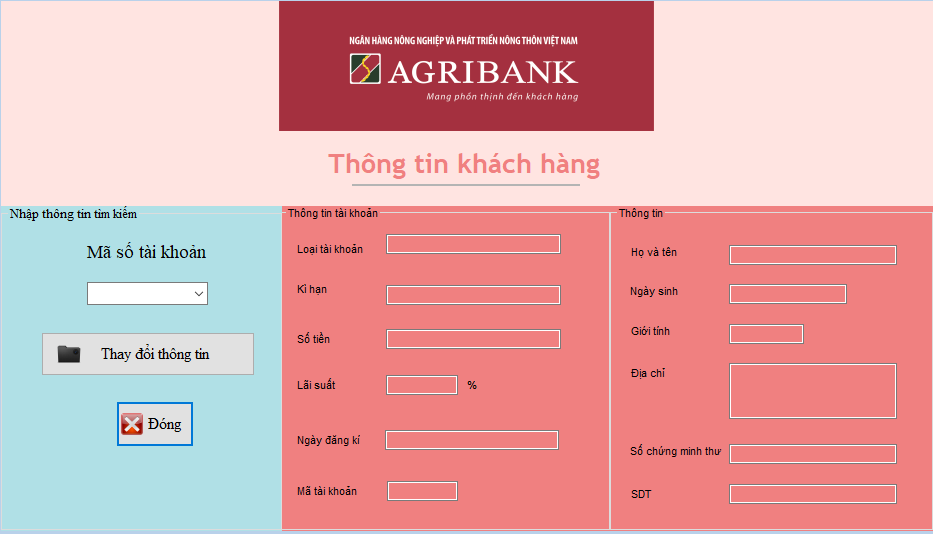 NGÂN HÀNG NÔNG NGHIỆP VÀ PHÁT TRIỂN NÔNG THÔN VIỆT NAM
AGRIBANK
Mang phồn thịnh đến khách hàng
Thông tin khách hàng
Nhập thông tin tìm kiếm
Mã số tài khoản
Thay đổi thông tin
Đóng
Thông tin tài khoản
Loại tài khoản
Kì hạn
Số tiền
Lãi suất %
Ngày đăng kí
Mã tài khoản
Thông tin
Họ và tên
Ngày sinh
Giới tính
Địa chỉ
Số chứng minh thư
SDT